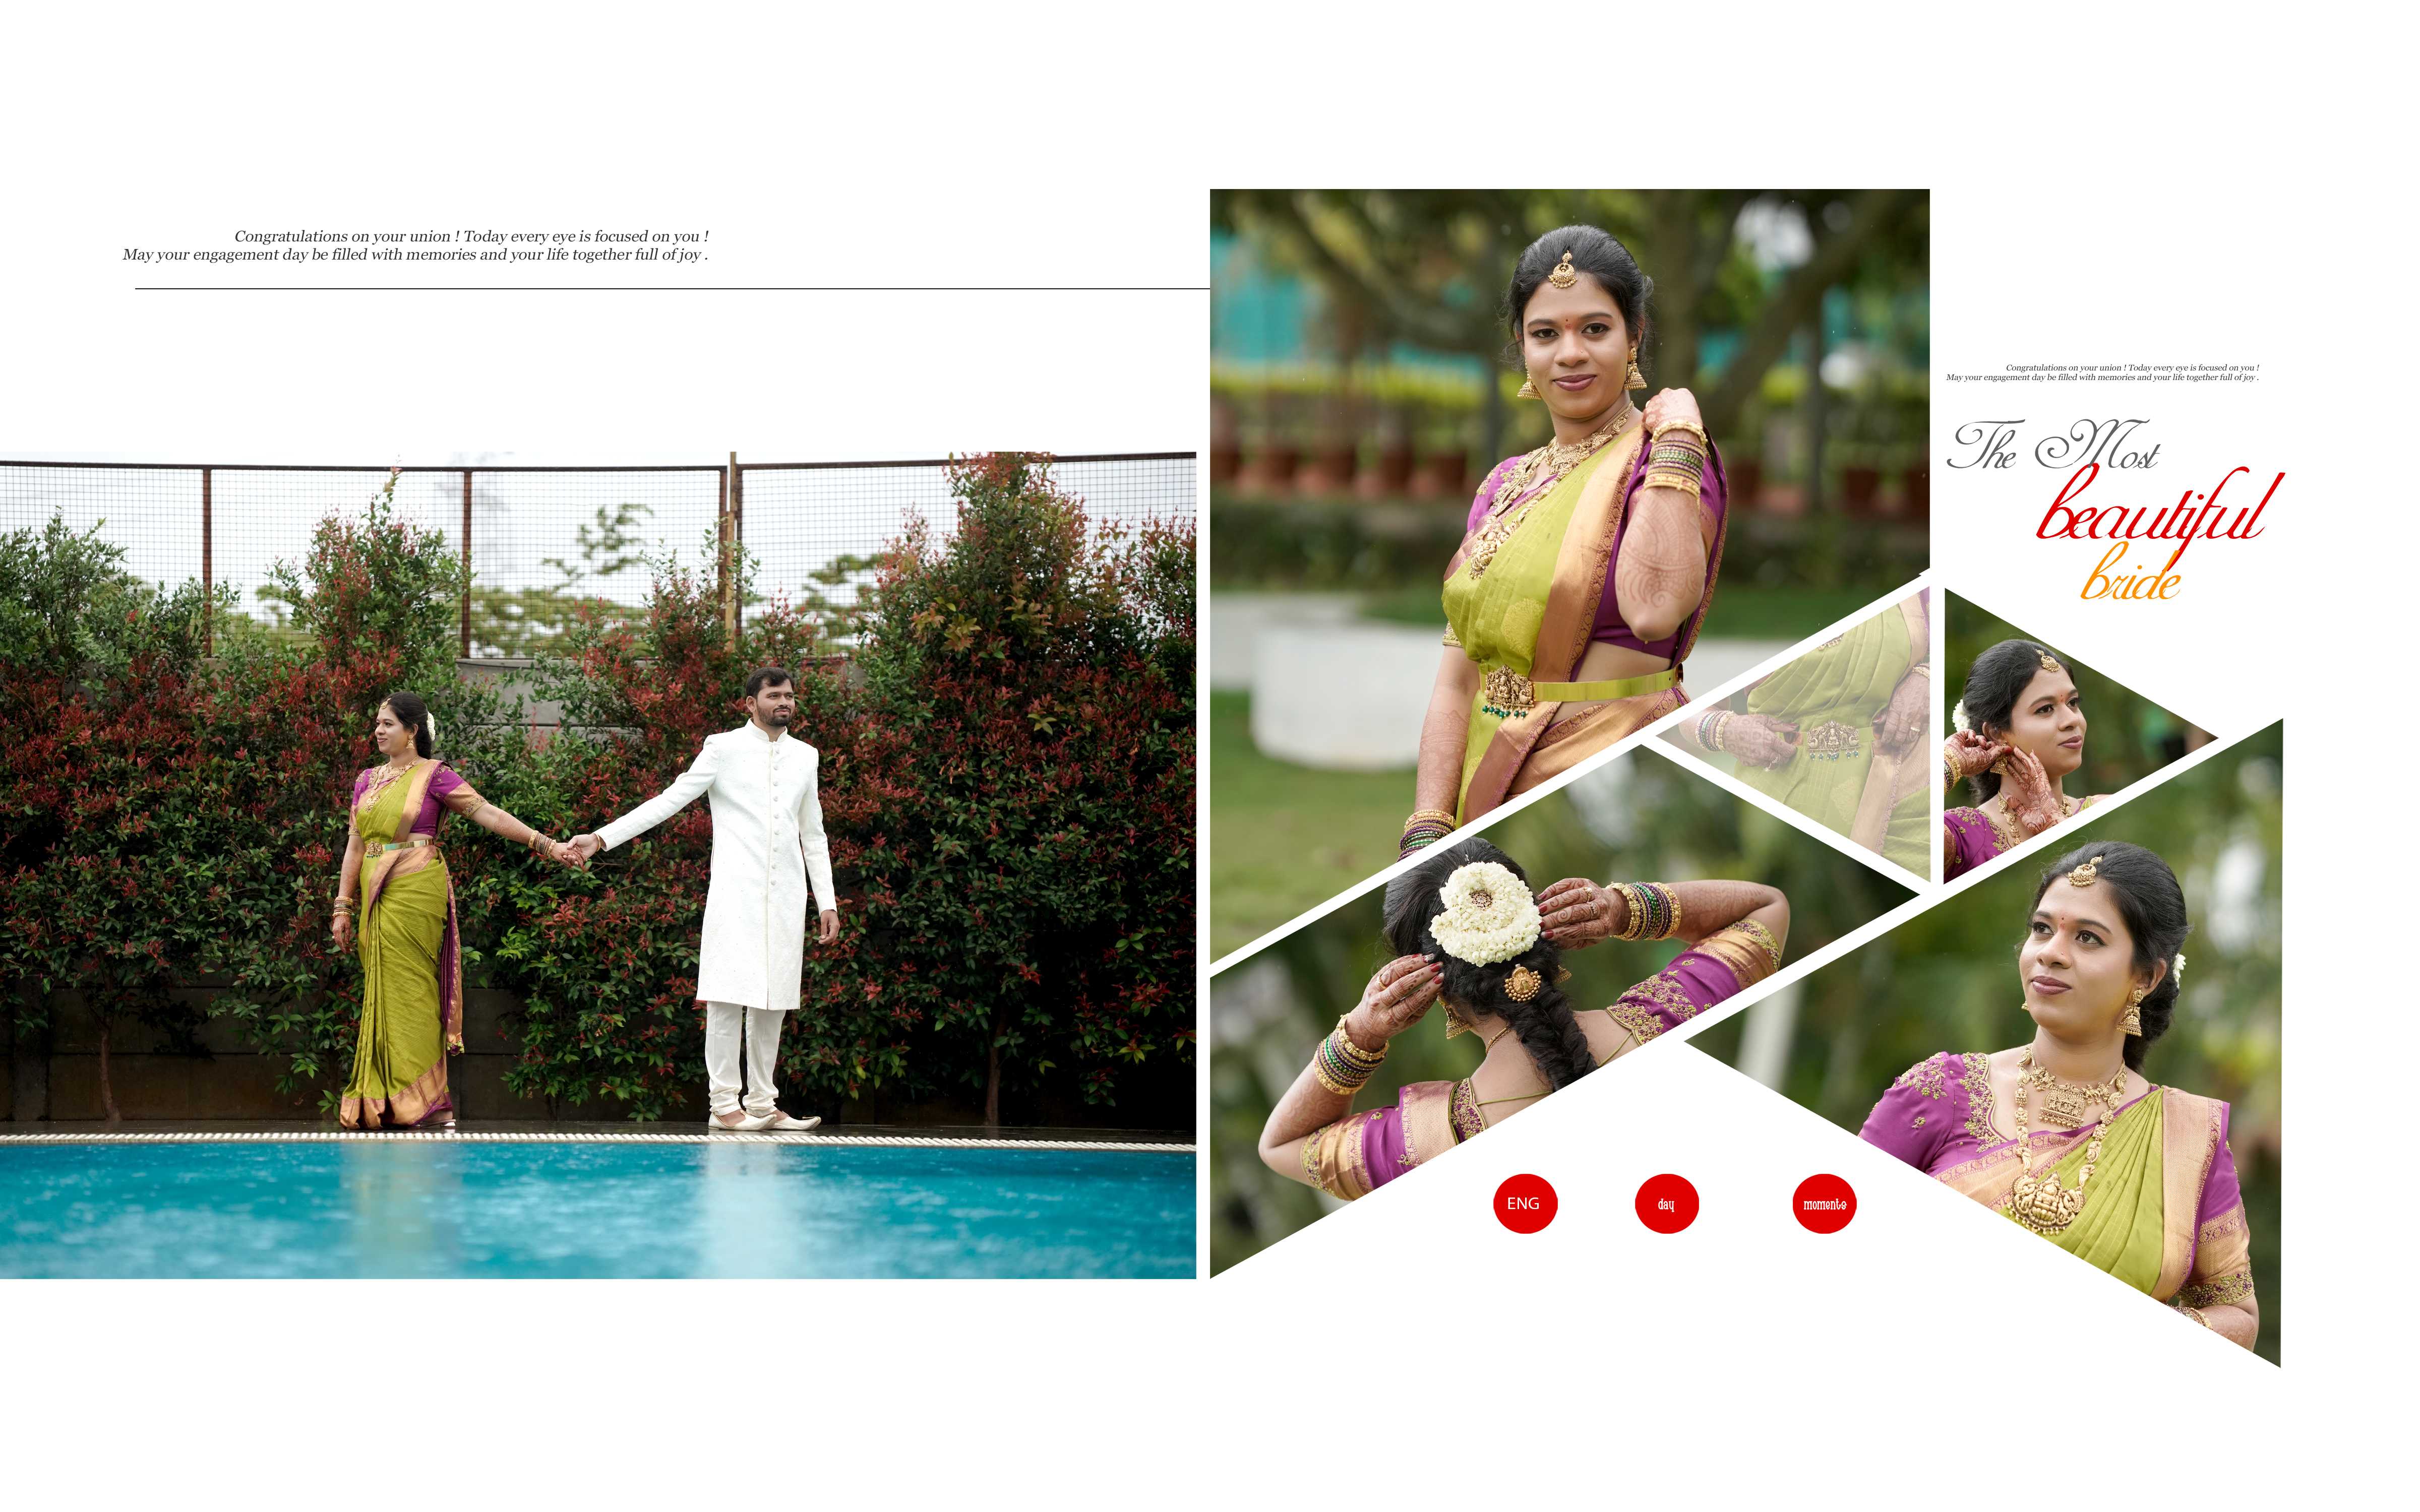 Congratulations on your union ! Today every eye is focused on you !
May your engagement day be filled with memories and your life together full of joy .
Congratulations on your union ! Today every eye is focused on you !
May your engagement day be filled with memories and your life together full of joy .
The Most
beautiful
bride
ENG
day
moments